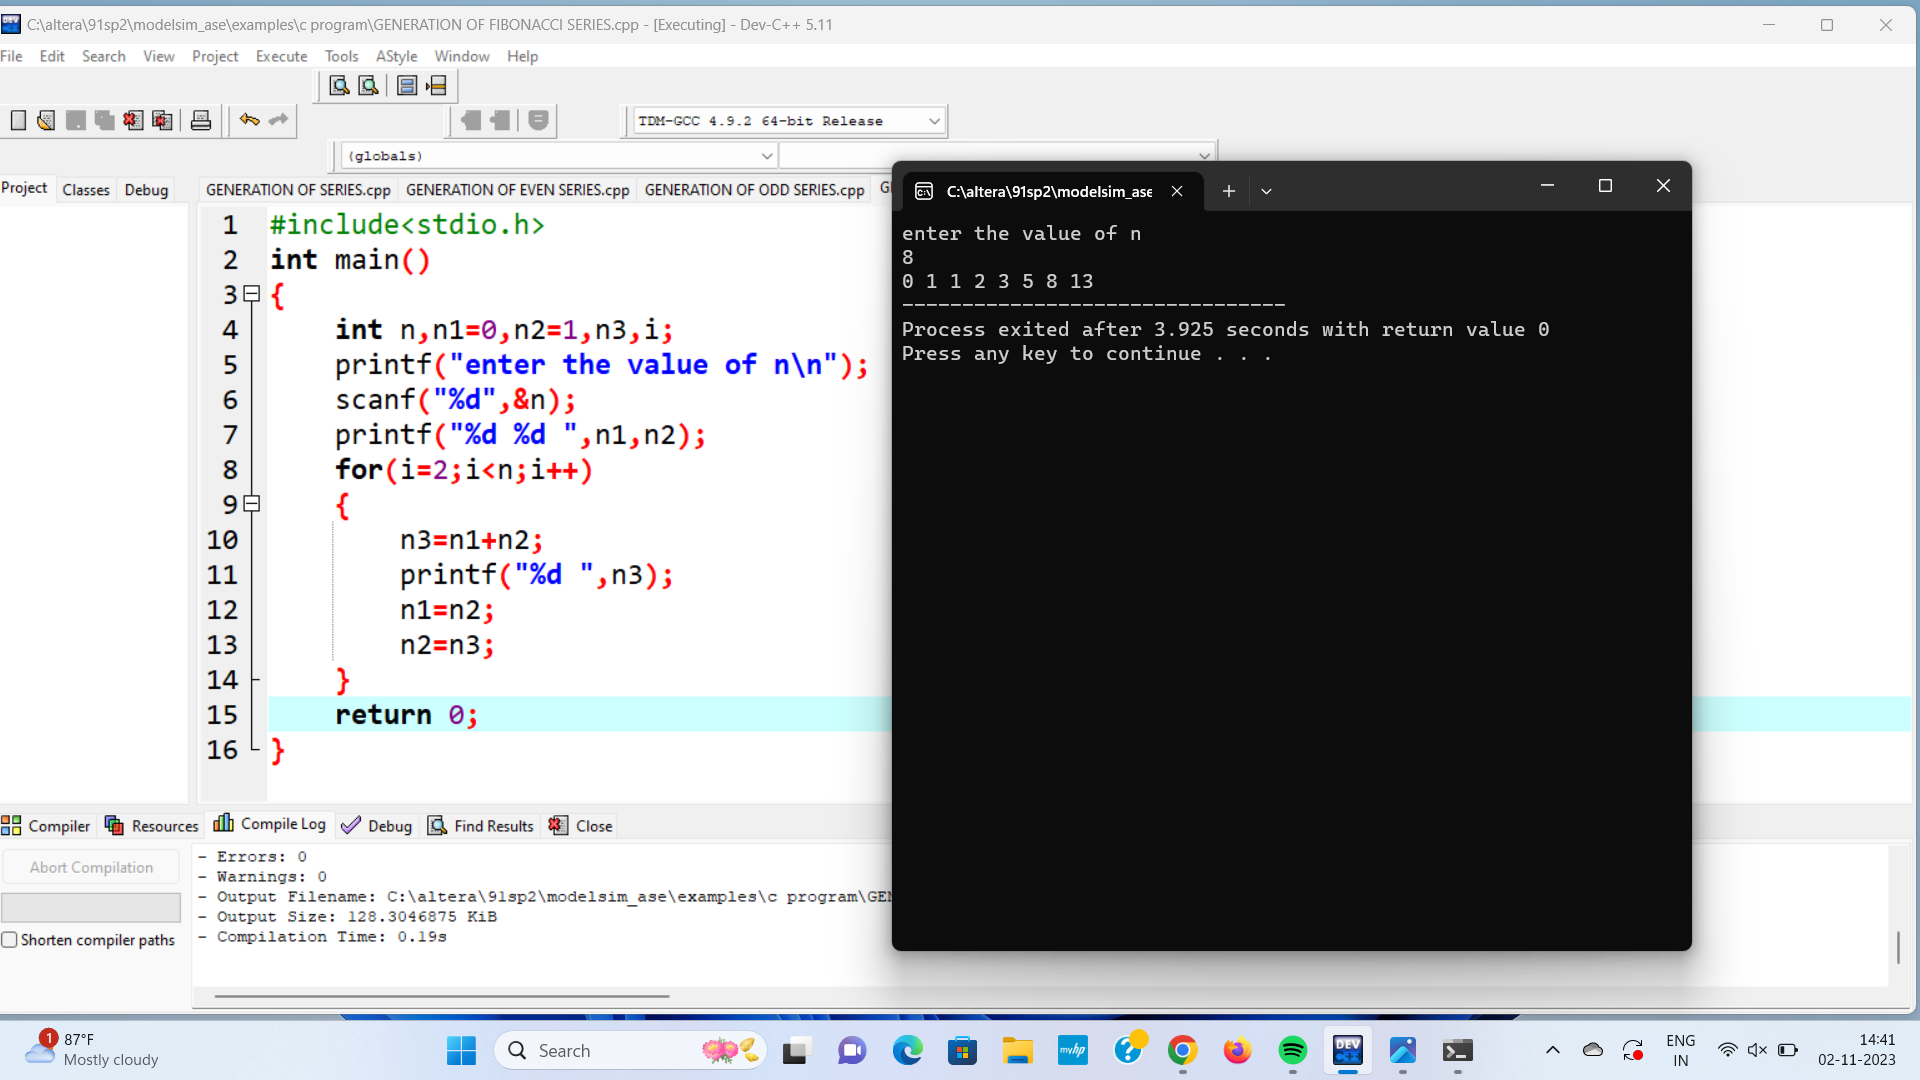 C:\altera\91sp2\modelsim_ase\examples\c program\GENERATION OF FIBONACCI SERIES.cpp - [Executing] - Dev-C++ 5.11
File Edit Search View Project Execute Tools AStyle Window Help
TDM-GCC 4.9.2 64-bit Release
(globals)
Project Classes Debug
GENERATION OF SERIES.cpp GENERATION OF EVEN SERIES.cpp GENERATION OF ODD SERIES.cpp
1 #include<stdio.h>
2 int main()
3 {
4 int n,n1=0,n2=1,n3,i;
5 printf("enter the value of n\n");
6 scanf("%d",&n);
7 printf("%d %d ",n1,n2);
8 for(i=2;i<n;i++)
9 {
10 n3=n1+n2;
11 printf("%d ",n3);
12 n1=n2;
13 n2=n3;
14 }
15 return 0;
16 }
C:\altera\91sp2\modelsim_ase
enter the value of n
8
0 1 1 2 3 5 8 13
--------------------------------
Process exited after 3.925 seconds with return value 0
Press any key to continue . . .
Compiler Resources Compile Log Debug Find Results Close
Abort Compilation
Shorten compiler paths
- Errors: 0
- Warnings: 0
- Output Filename: C:\altera\91sp2\modelsim_ase\examples\c program\GEN
- Output Size: 128.3046875 KiB
- Compilation Time: 0.19s
1
87°F
Mostly cloudy
Search
myhp
DEV
C++
ENG
IN
14:41
02-11-2023